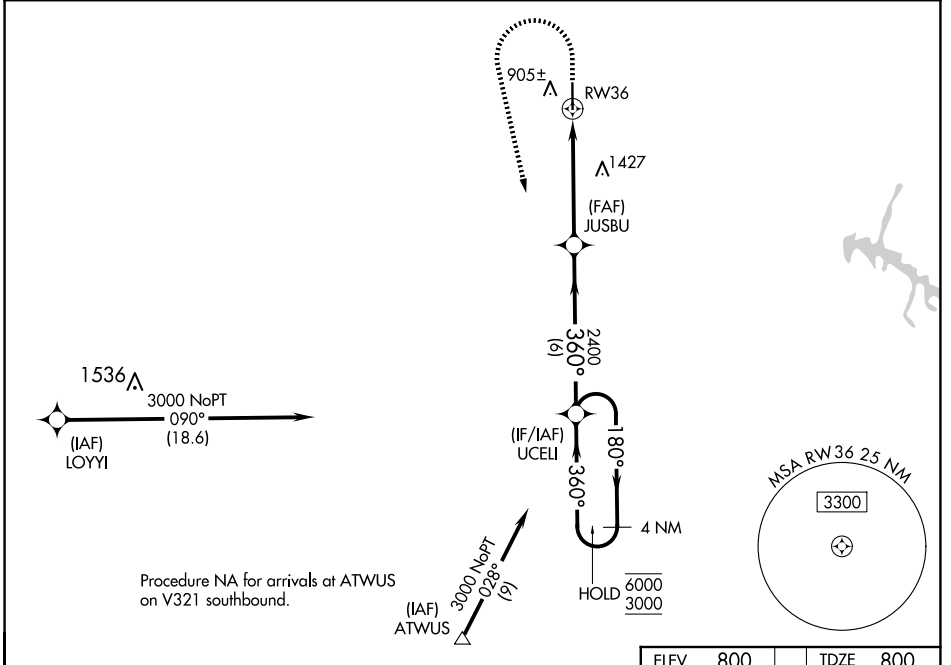 905±
RW36
1427
(FAF)
JUSBU
2400
360°
(6)
1536
3000 NoPT
090°
(18.6)
(IAF)
LOYYI
(IF/IAF)
UCELI
180°
360°
4 NM
HOLD
6000
3000
MSA RW36 25 NM
3300
Procedure NA for arrivals at ATWUS
on V321 southbound.
3000 NoPT
028°
(9)
(IAF)
ATWUS
ELEV 800
TDZE 800